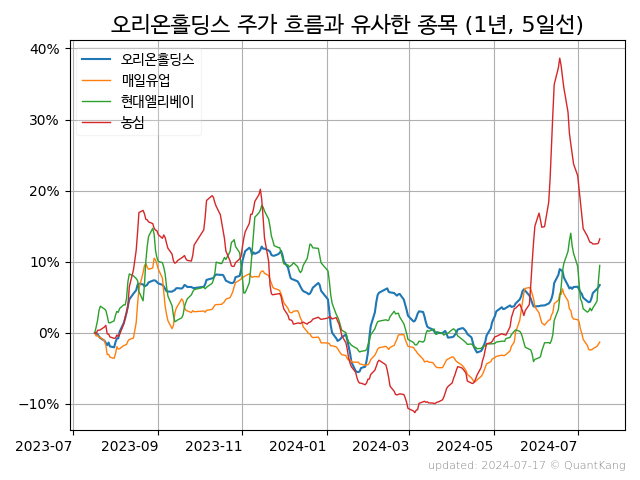 오리온홀딩스 주가 흐름과 유사한 종목 (1년, 5일선)
40%
30%
20%
10%
0%
−10%
오리온홀딩스
매일유업
현대엘리베이
농심
2023-07
2023-09
2023-11
2024-01
2024-03
2024-05
2024-07
updated: 2024-07-17 © QuantKang